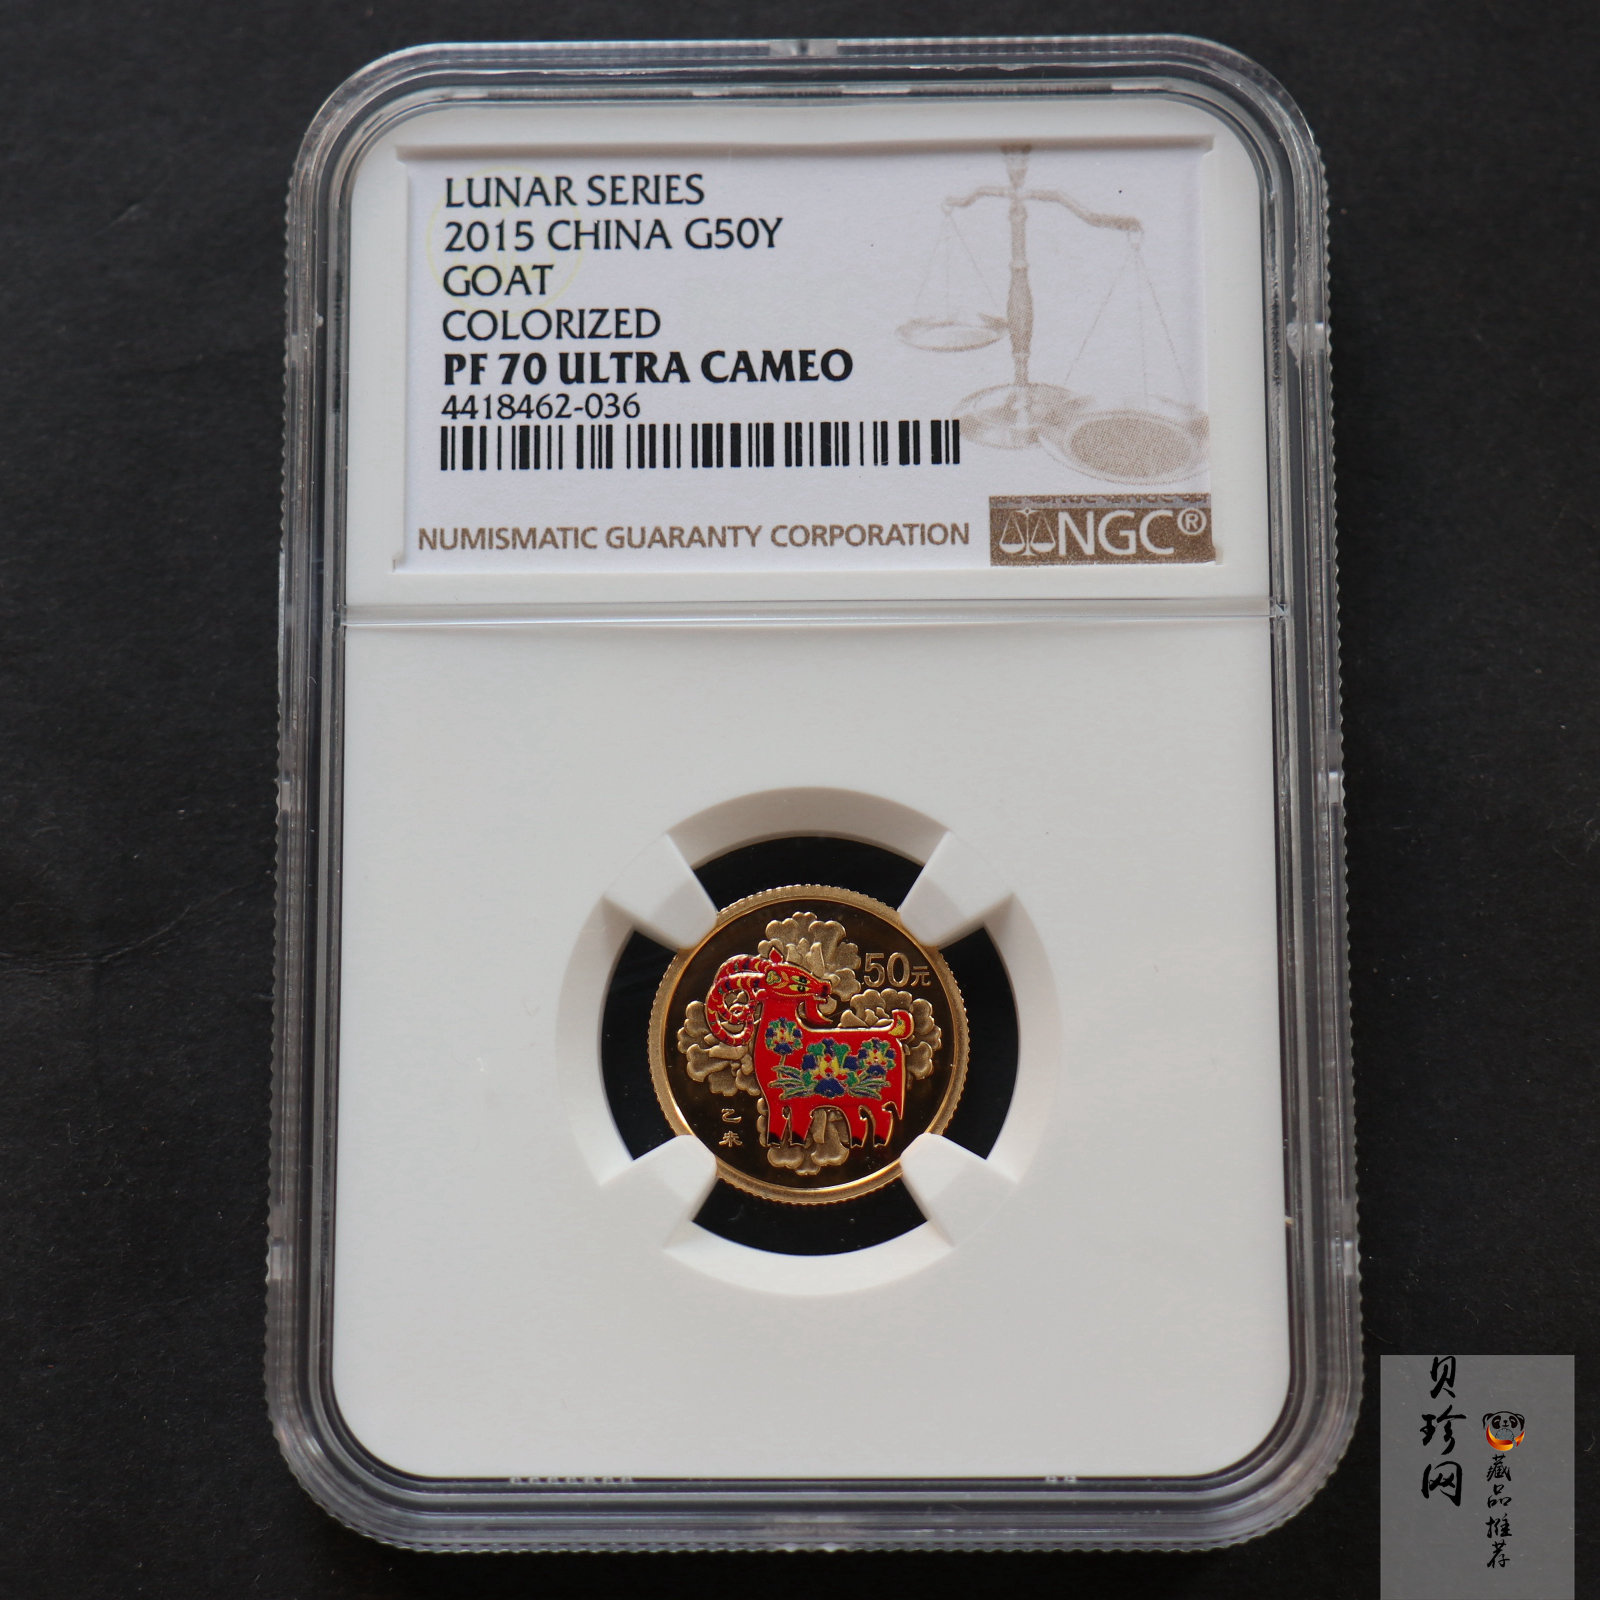 LUNAR SERIES
2015 CHINA G50Y
GOAT
COLORIZED
PF 70 ULTRA CAMEO
4418462-036
NUMISMATIC GUARANTY CORPORATION
NGC®
50元
乙未
贝珍网
藏品推荐